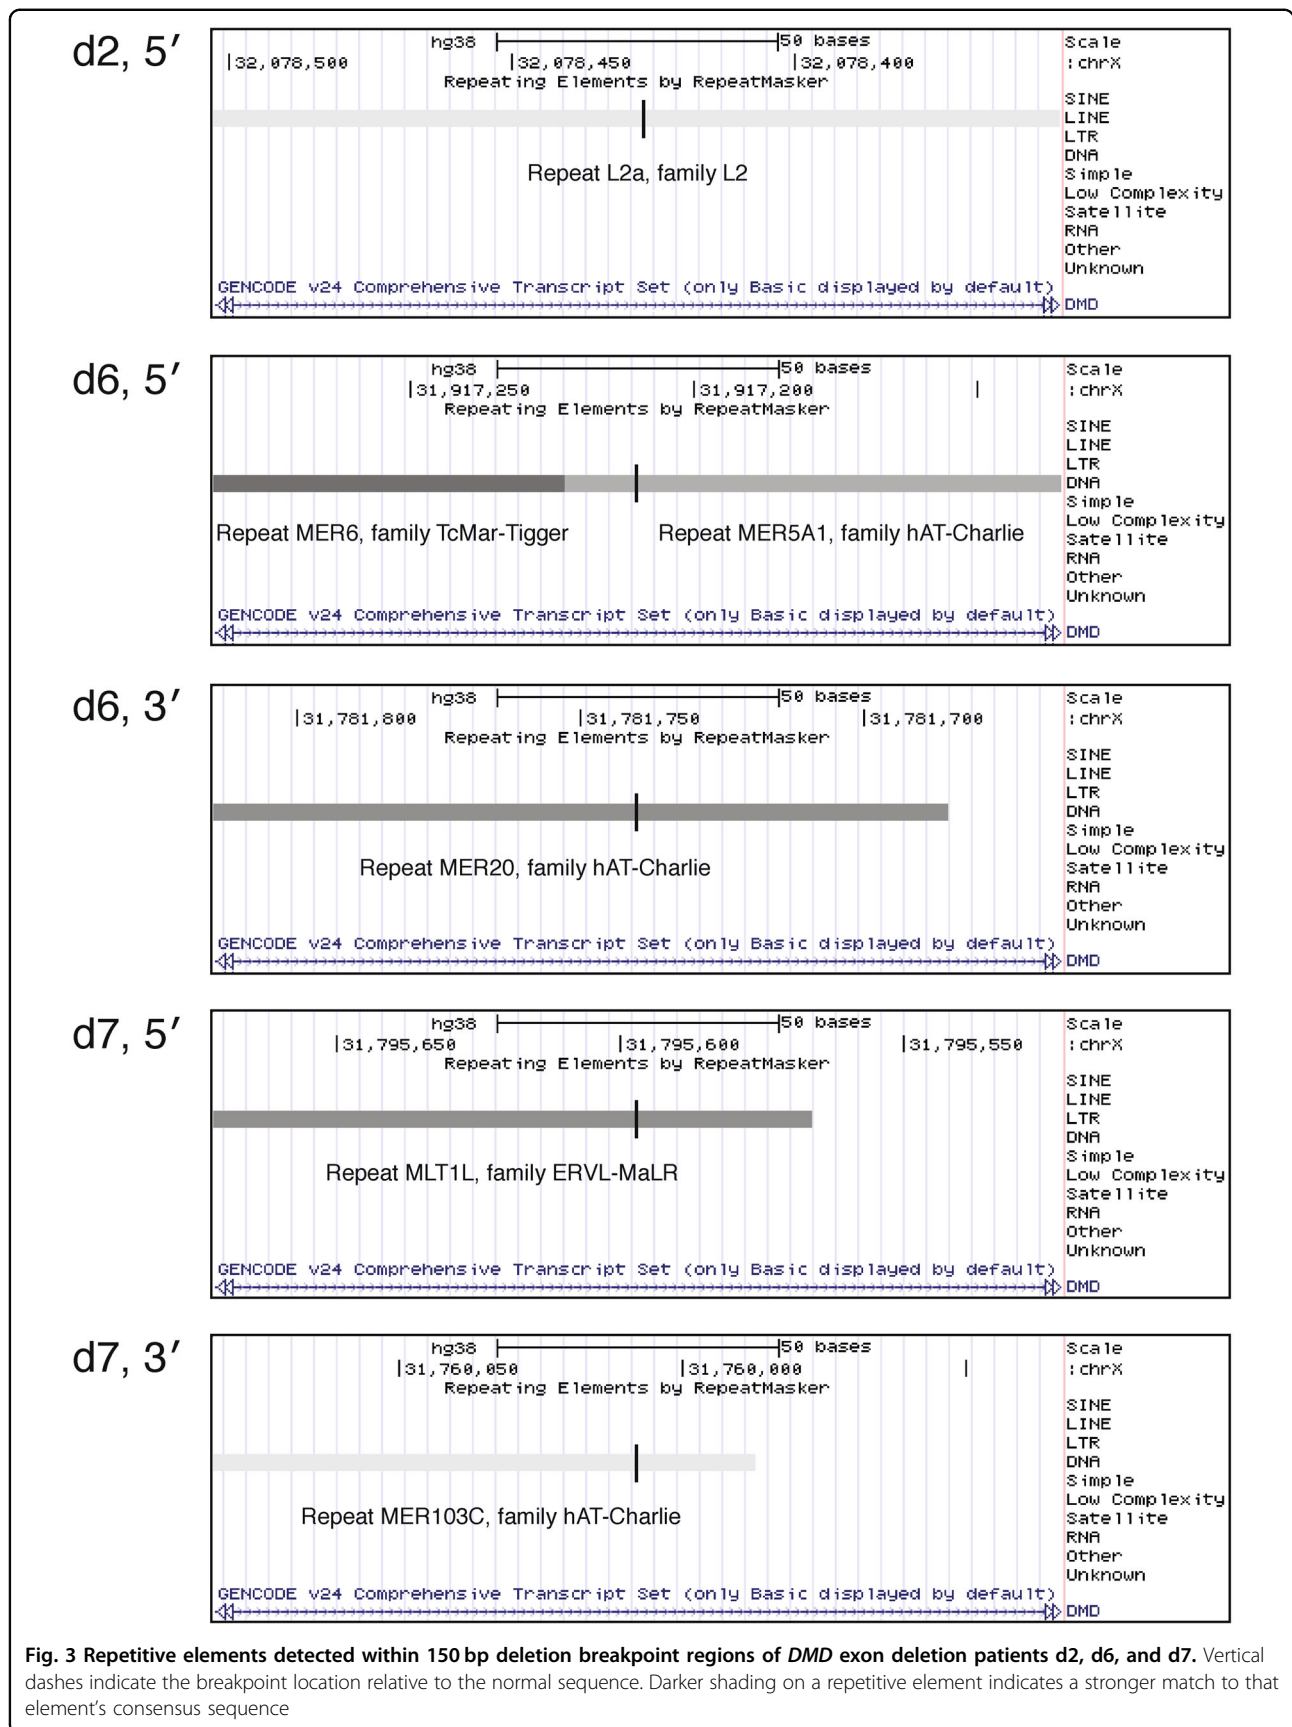 d2, 5′
hg38 50 bases Scale
|32,078,500 |32,078,450 |32,078,400 :chrX
Repeating Elements by RepeatMasker
SINE
LINE
LTR
DNA
Repeat L2a, family L2
Simple
Low Complexity
Satellite
RNA
Other
Unknown
GENCODE v24 Comprehensive Transcript Set (only Basic displayed by default)
DMD
d6, 5′
hg38 50 bases Scale
|31,917,250 |31,917,200 | :chrX
Repeating Elements by RepeatMasker
SINE
LINE
LTR
DNA
Simple
Low Complexity
Repeat MER6, family TcMar-Tigger Repeat MER5A1, family hAT-Charlie
Satellite
RNA
Other
Unknown
GENCODE v24 Comprehensive Transcript Set (only Basic displayed by default)
DMD
d6, 3′
hg38 50 bases Scale
|31,781,800 |31,781,750 |31,781,700 :chrX
Repeating Elements by RepeatMasker
SINE
LINE
LTR
DNA
Simple
Low Complexity
Repeat MER20, family hAT-Charlie
Satellite
RNA
Other
Unknown
GENCODE v24 Comprehensive Transcript Set (only Basic displayed by default)
DMD
d7, 5′
hg38 50 bases Scale
|31,795,650 |31,795,600 |31,795,550 :chrX
Repeating Elements by RepeatMasker
SINE
LINE
LTR
DNA
Simple
Repeat MLT1L, family ERVL-MaLR
Low Complexity
Satellite
RNA
Other
Unknown
GENCODE v24 Comprehensive Transcript Set (only Basic displayed by default)
DMD
d7, 3′
hg38 50 bases Scale
|31,760,050 |31,760,000 | :chrX
Repeating Elements by RepeatMasker
SINE
LINE
LTR
DNA
Simple
Low Complexity
Repeat MER103C, family hAT-Charlie
Satellite
RNA
Other
Unknown
GENCODE v24 Comprehensive Transcript Set (only Basic displayed by default)
DMD
Fig. 3 Repetitive elements detected within 150 bp deletion breakpoint regions of DMD exon deletion patients d2, d6, and d7. Vertical
dashes indicate the breakpoint location relative to the normal sequence. Darker shading on a repetitive element indicates a stronger match to that
element's consensus sequence